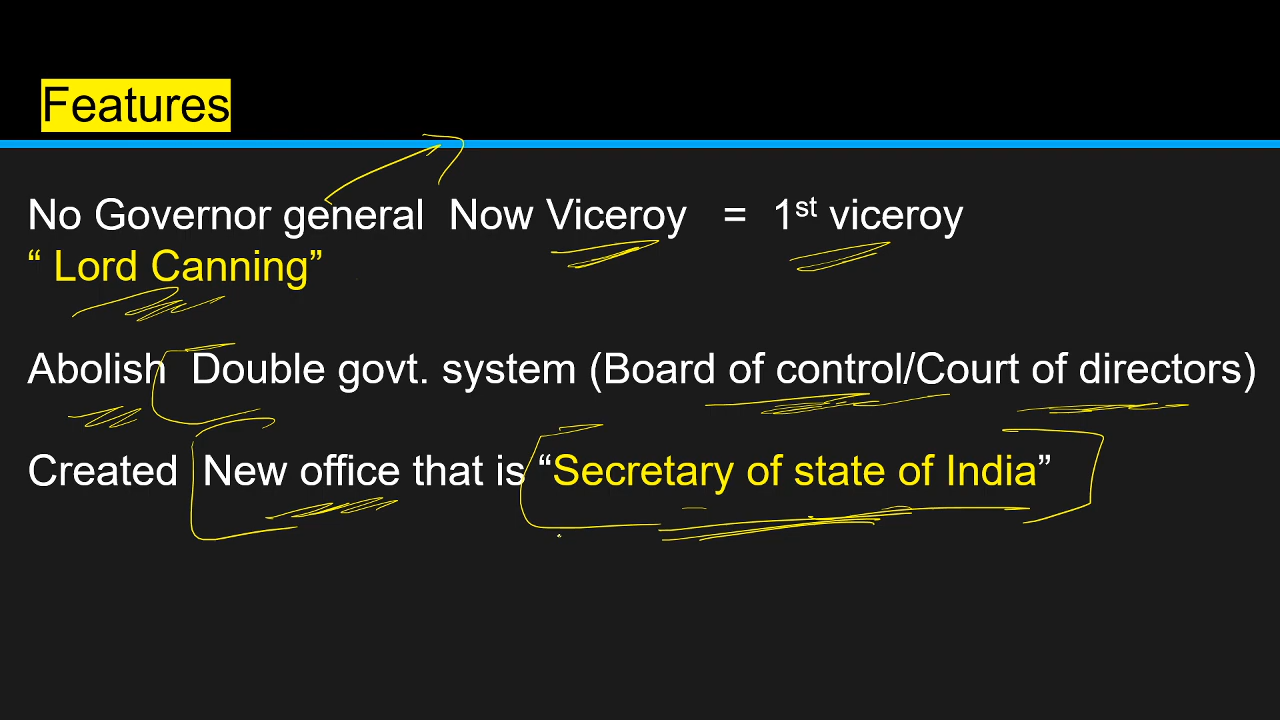 Features
No Governor general Now Viceroy = 1st viceroy
“ Lord Canning”
Abolish Double govt. system (Board of control/Court of directors)
Created New office that is “Secretary of state of India”